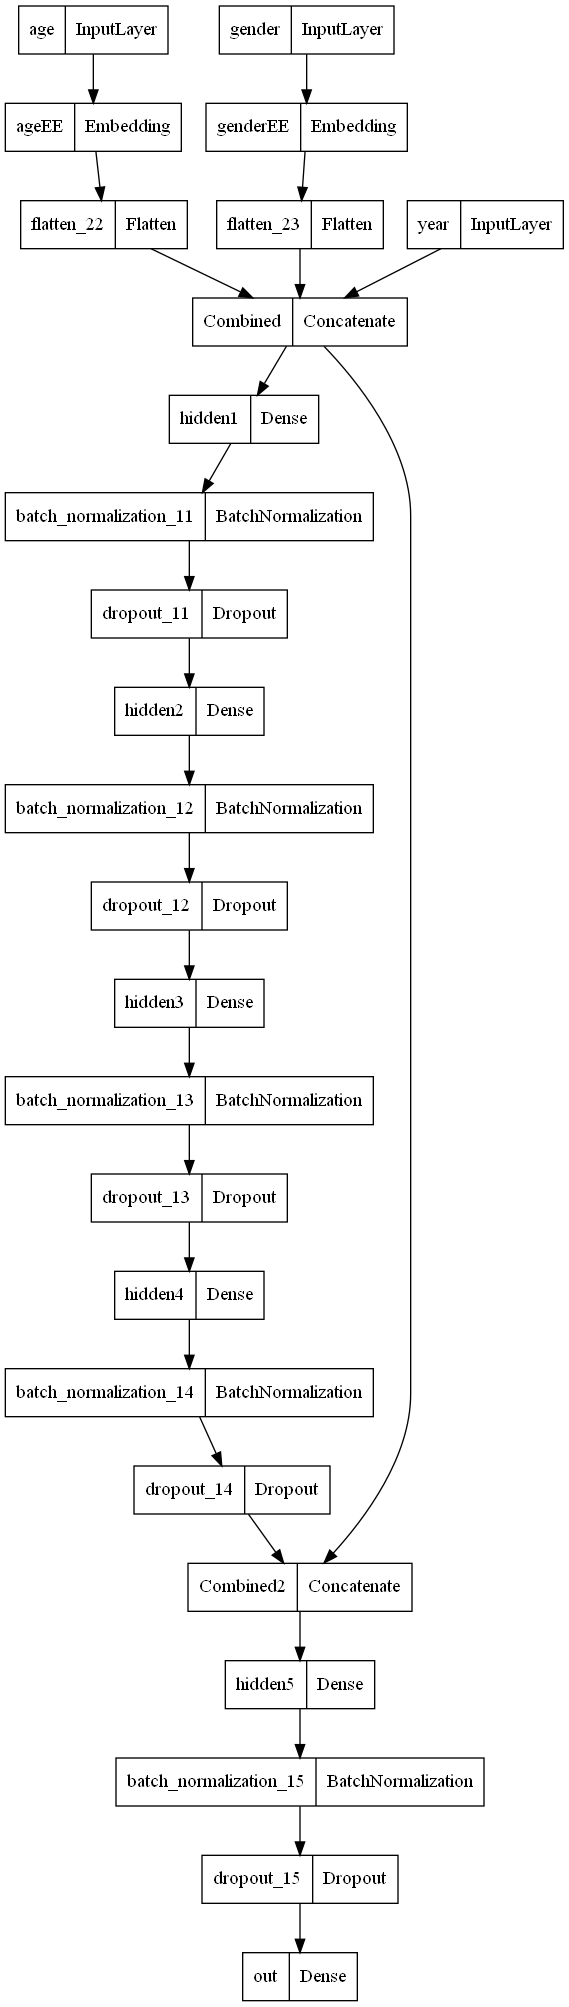 age InputLayer gender InputLayer
ageEE Embedding genderEE Embedding
flatten_22 Flatten flatten_23 Flatten year InputLayer
Combined Concatenate
hidden1 Dense
batch_normalization_11 BatchNormalization
dropout_11 Dropout
hidden2 Dense
batch_normalization_12 BatchNormalization
dropout_12 Dropout
hidden3 Dense
batch_normalization_13 BatchNormalization
dropout_13 Dropout
hidden4 Dense
batch_normalization_14 BatchNormalization
dropout_14 Dropout
Combined2 Concatenate
hidden5 Dense
batch_normalization_15 BatchNormalization
dropout_15 Dropout
out Dense